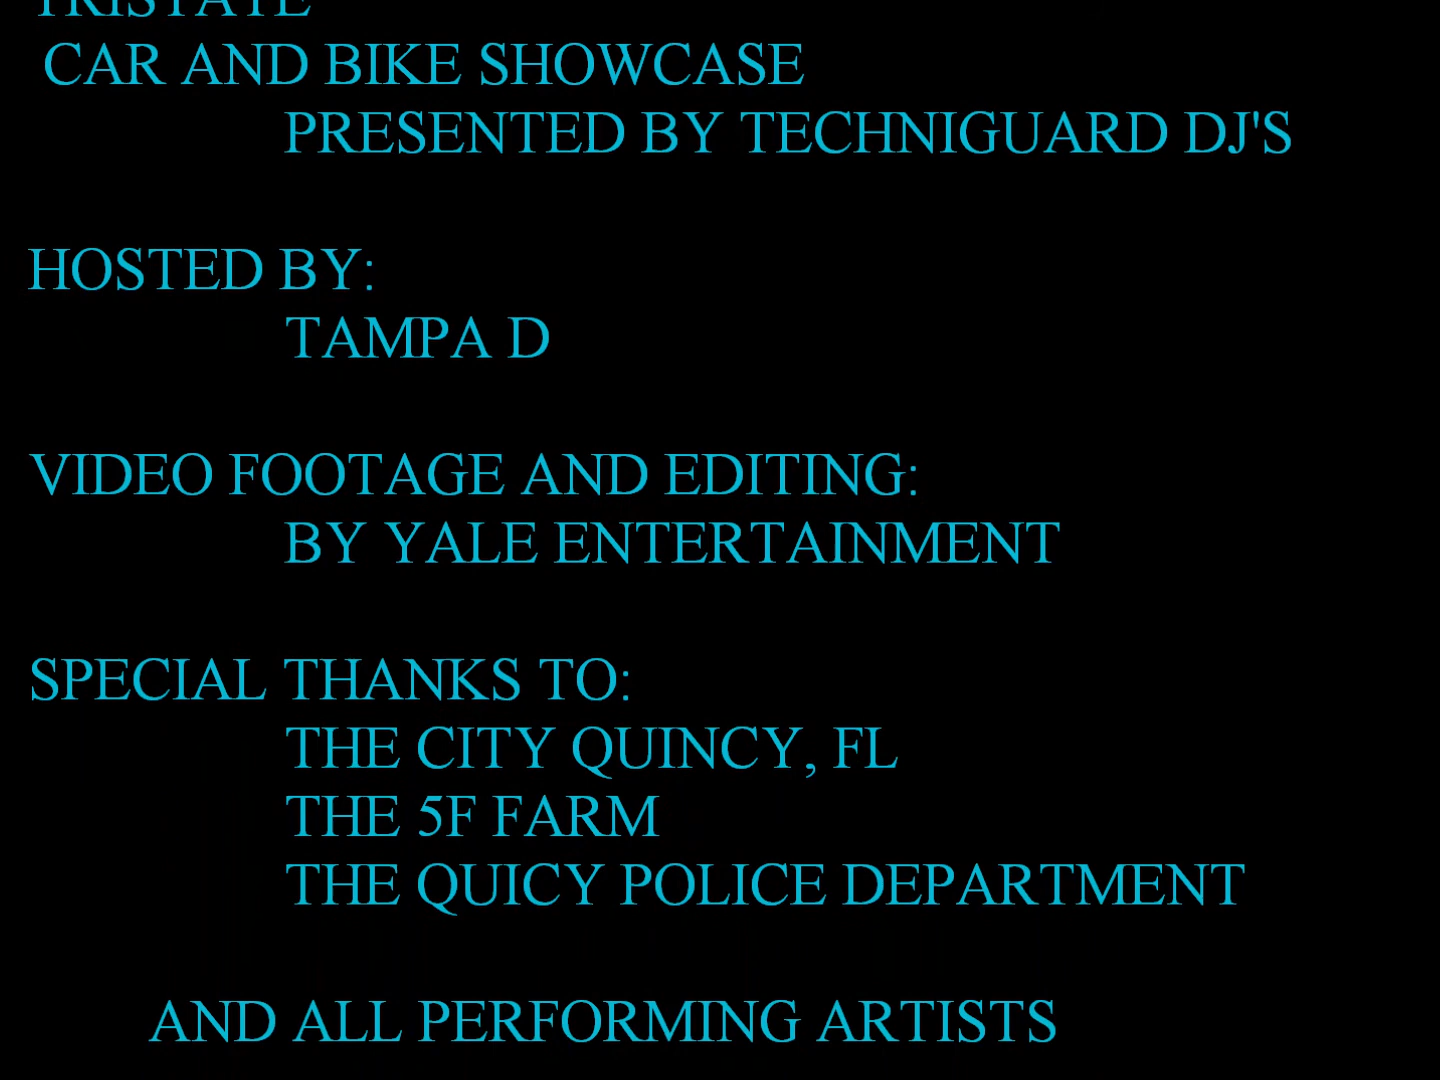 TRISTATE
CAR AND BIKE SHOWCASE
PRESENTED BY TECHNIGUARD DJ'S
HOSTED BY:
TAMPA D
VIDEO FOOTAGE AND EDITING:
BY YALE ENTERTAINMENT
SPECIAL THANKS TO:
THE CITY QUINCY, FL
THE 5F FARM
THE QUICY POLICE DEPARTMENT
AND ALL PERFORMING ARTISTS